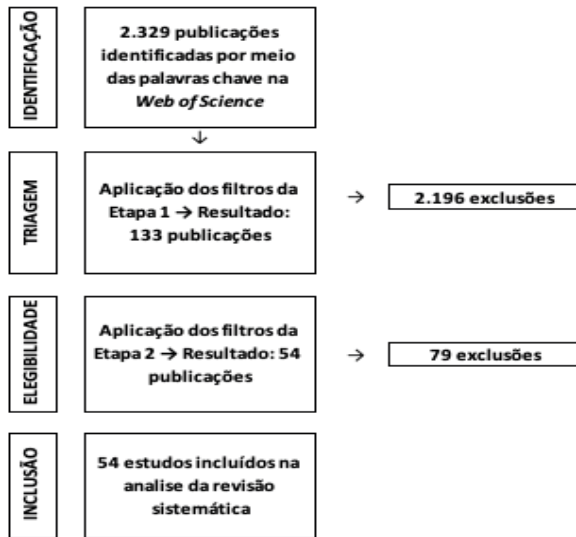 IDENTIFICAÇÃO
2.329 publicações
identificadas por meio
das palavras chave na
Web of Science
↓
TRIAGEM
Aplicação dos filtros da
Etapa 1 → Resultado:
133 publicações
→
2.196 exclusões
ELEGIBILIDADE
Aplicação dos filtros da
Etapa 2 → Resultado: 54
publicações
→
79 exclusões
INCLUSÃO
54 estudos incluídos na
analise da revisão
sistemática